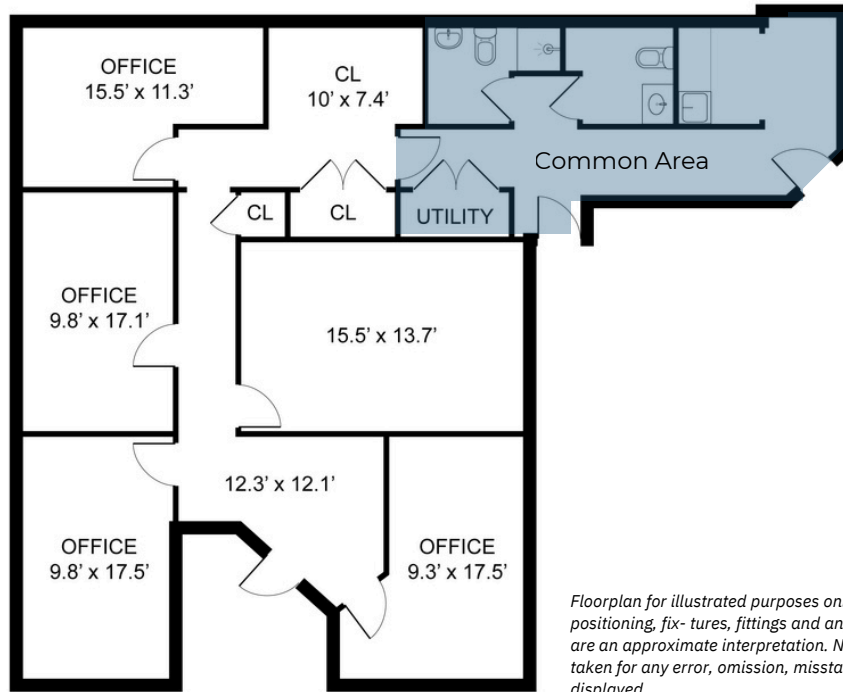 OFFICE
15.5' x 11.3'
CL
10' x 7.4'
Common Area
CL
CL
UTILITY
OFFICE
9.8' x 17.1'
15.5' x 13.7'
12.3' x 12.1'
OFFICE
9.8' x 17.5'
OFFICE
9.3' x 17.5'
Floorplan for illustrated purposes on
positioning, fix- tures, fittings and an
are an approximate interpretation. N
taken for any error, omission, missta
displayed